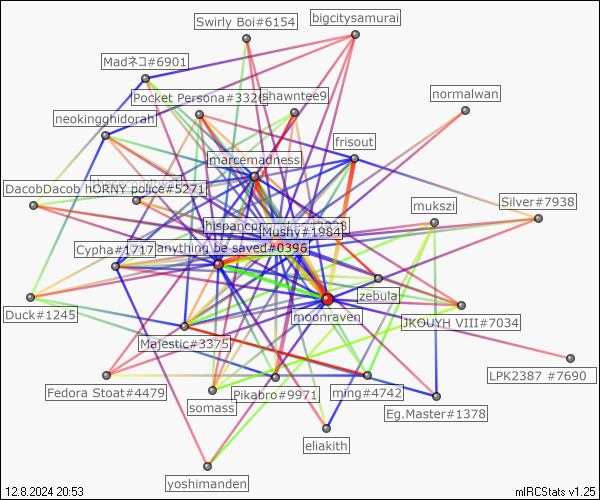 Swirly Boi#6154
bigcitysamurai
Madネコ#6901
Pocket Persona#3326
shawntee9
normalwan
neokingghidorah
frisout
marcemadness
DacobDacob
hORNY police#5271
mukszi
Silver#7938
Mushy#1984
Cypha#1717
anything be saved#0396
zebular
Duck#1245
moonraven
JKOUYH VIII#7034
Majestic#3375
LPK2387 #7690
Fedora Stoat#4479
somass
Pikabro#9971
ming#4742
Eg.Master#1378
eliakith
yoshimanden
12.8.2024 20:53
mIRCStats v1.25